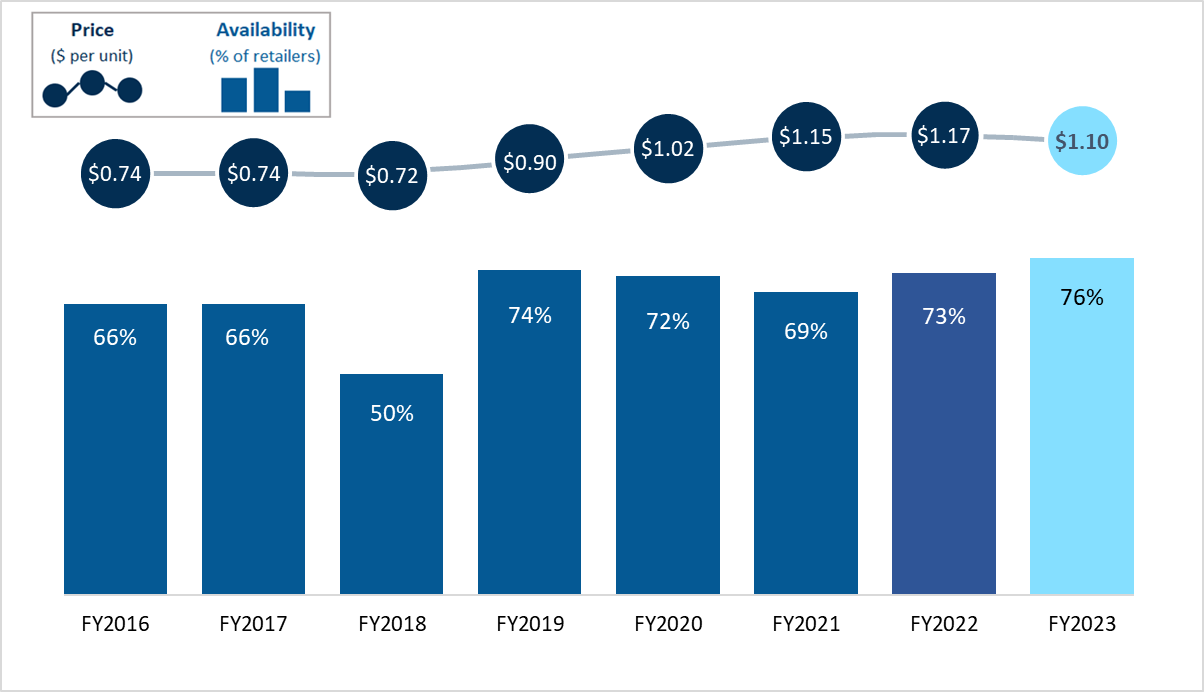 Price Availability
($ per unit) (% of retailers)
$0.74 $0.74 $0.72 $0.90 $1.02 $1.15 $1.17 $1.10
66% 66% 50% 74% 72% 69% 73% 76%
FY2016 FY2017 FY2018 FY2019 FY2020 FY2021 FY2022 FY2023